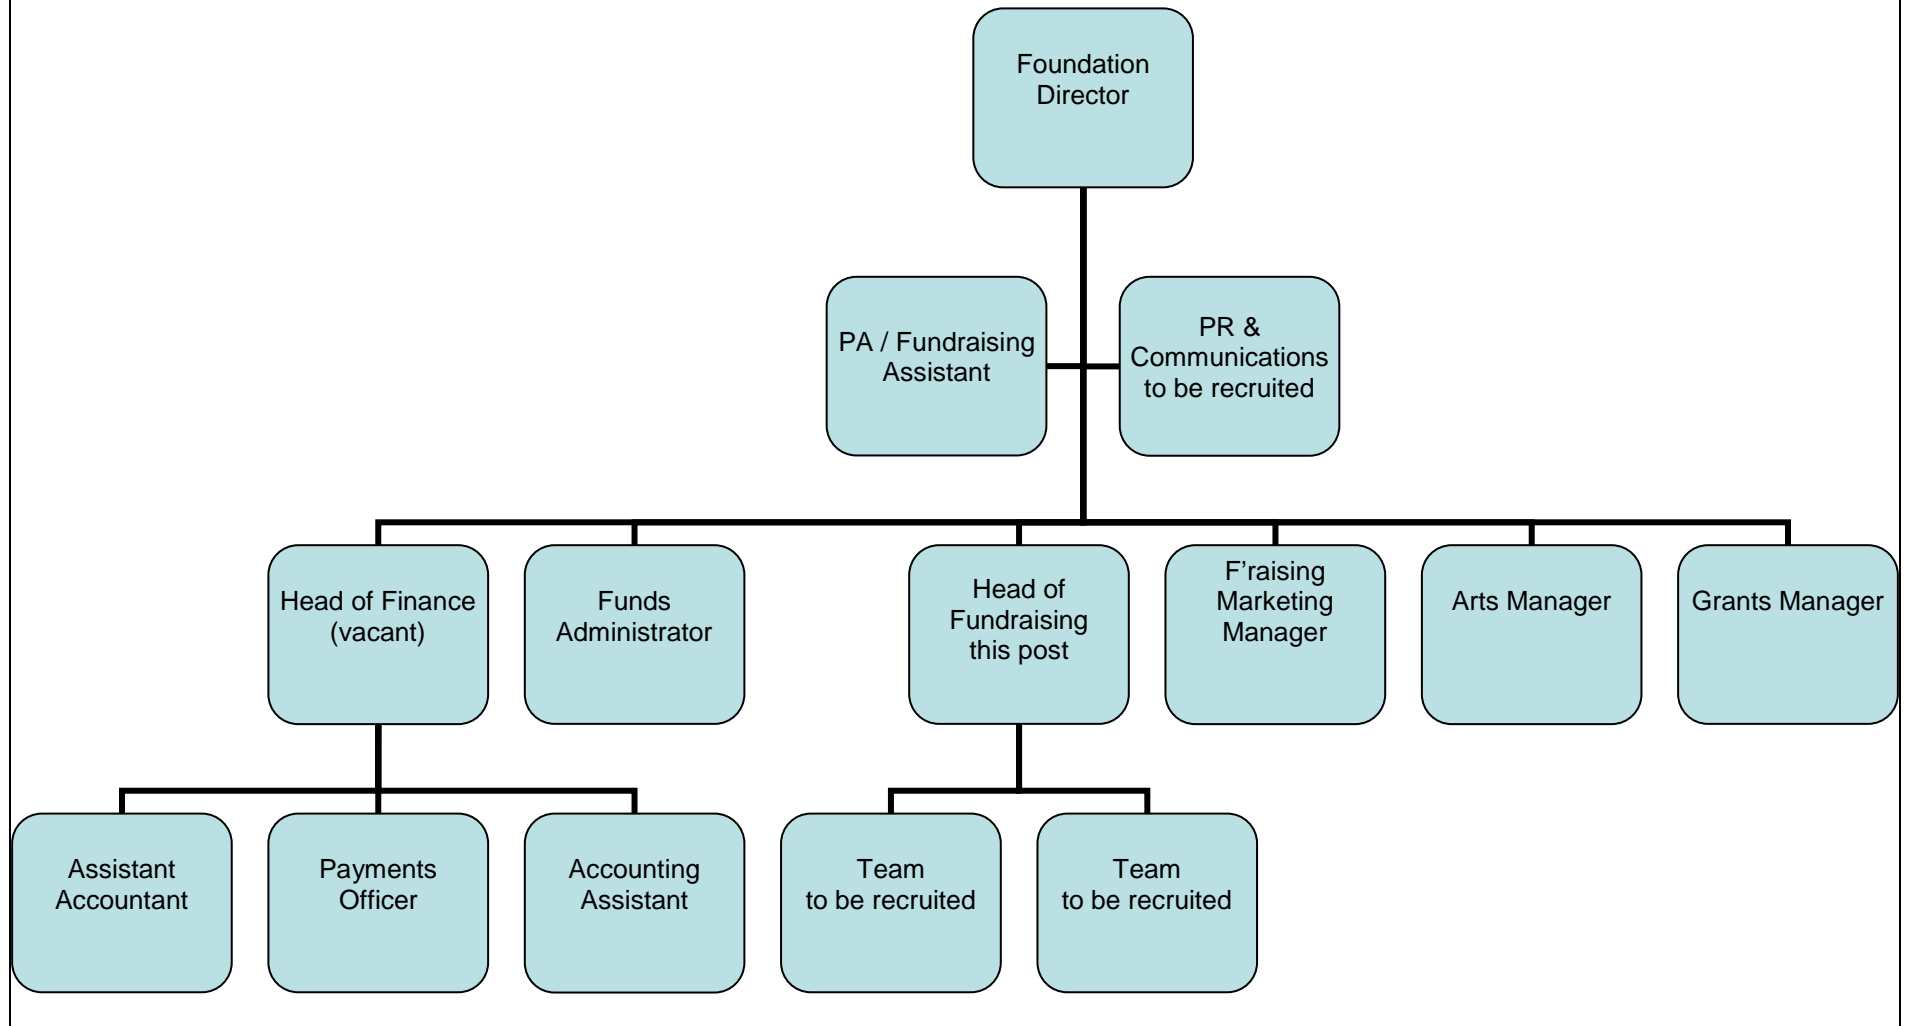 Foundation
Director
PA / Fundraising
Assistant
PR &
Communications
to be recruited
Head of Finance
(vacant)
Funds
Administrator
Head of
Fundraising
this post
F'raising
Marketing
Manager
Arts Manager
Grants Manager
Assistant
Accountant
Payments
Officer
Accounting
Assistant
Team
to be recruited
Team
to be recruited